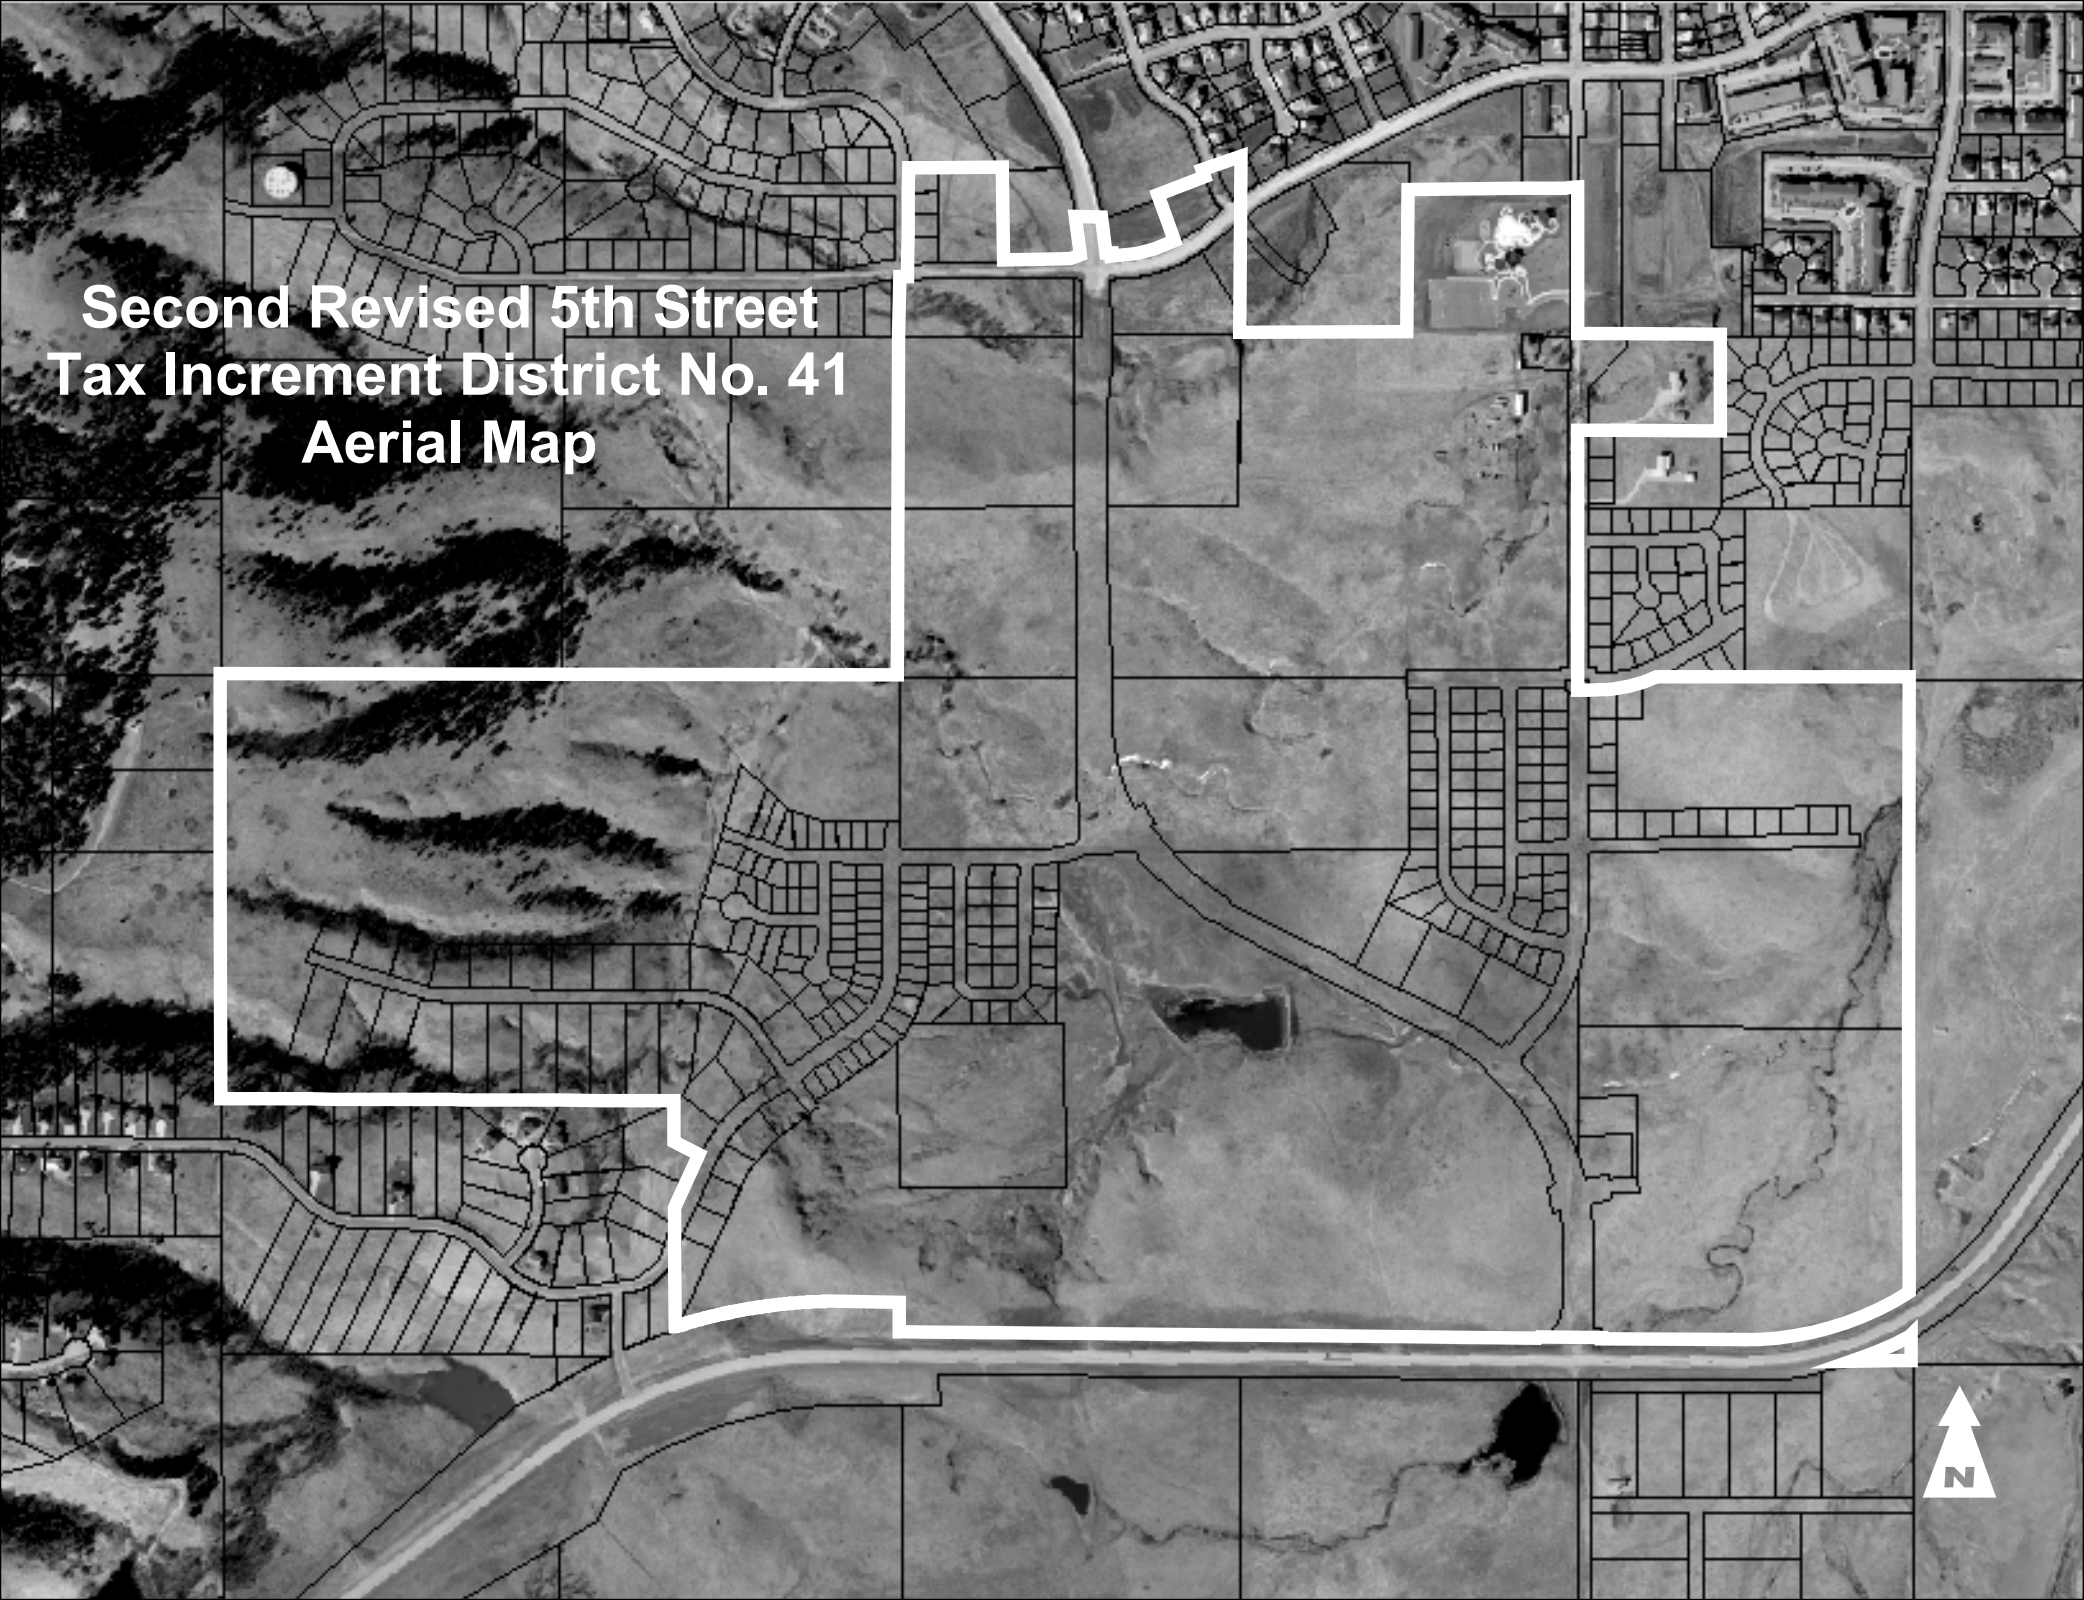 Second Revised 5th Street
Tax Increment District No. 41
Aerial Map
N